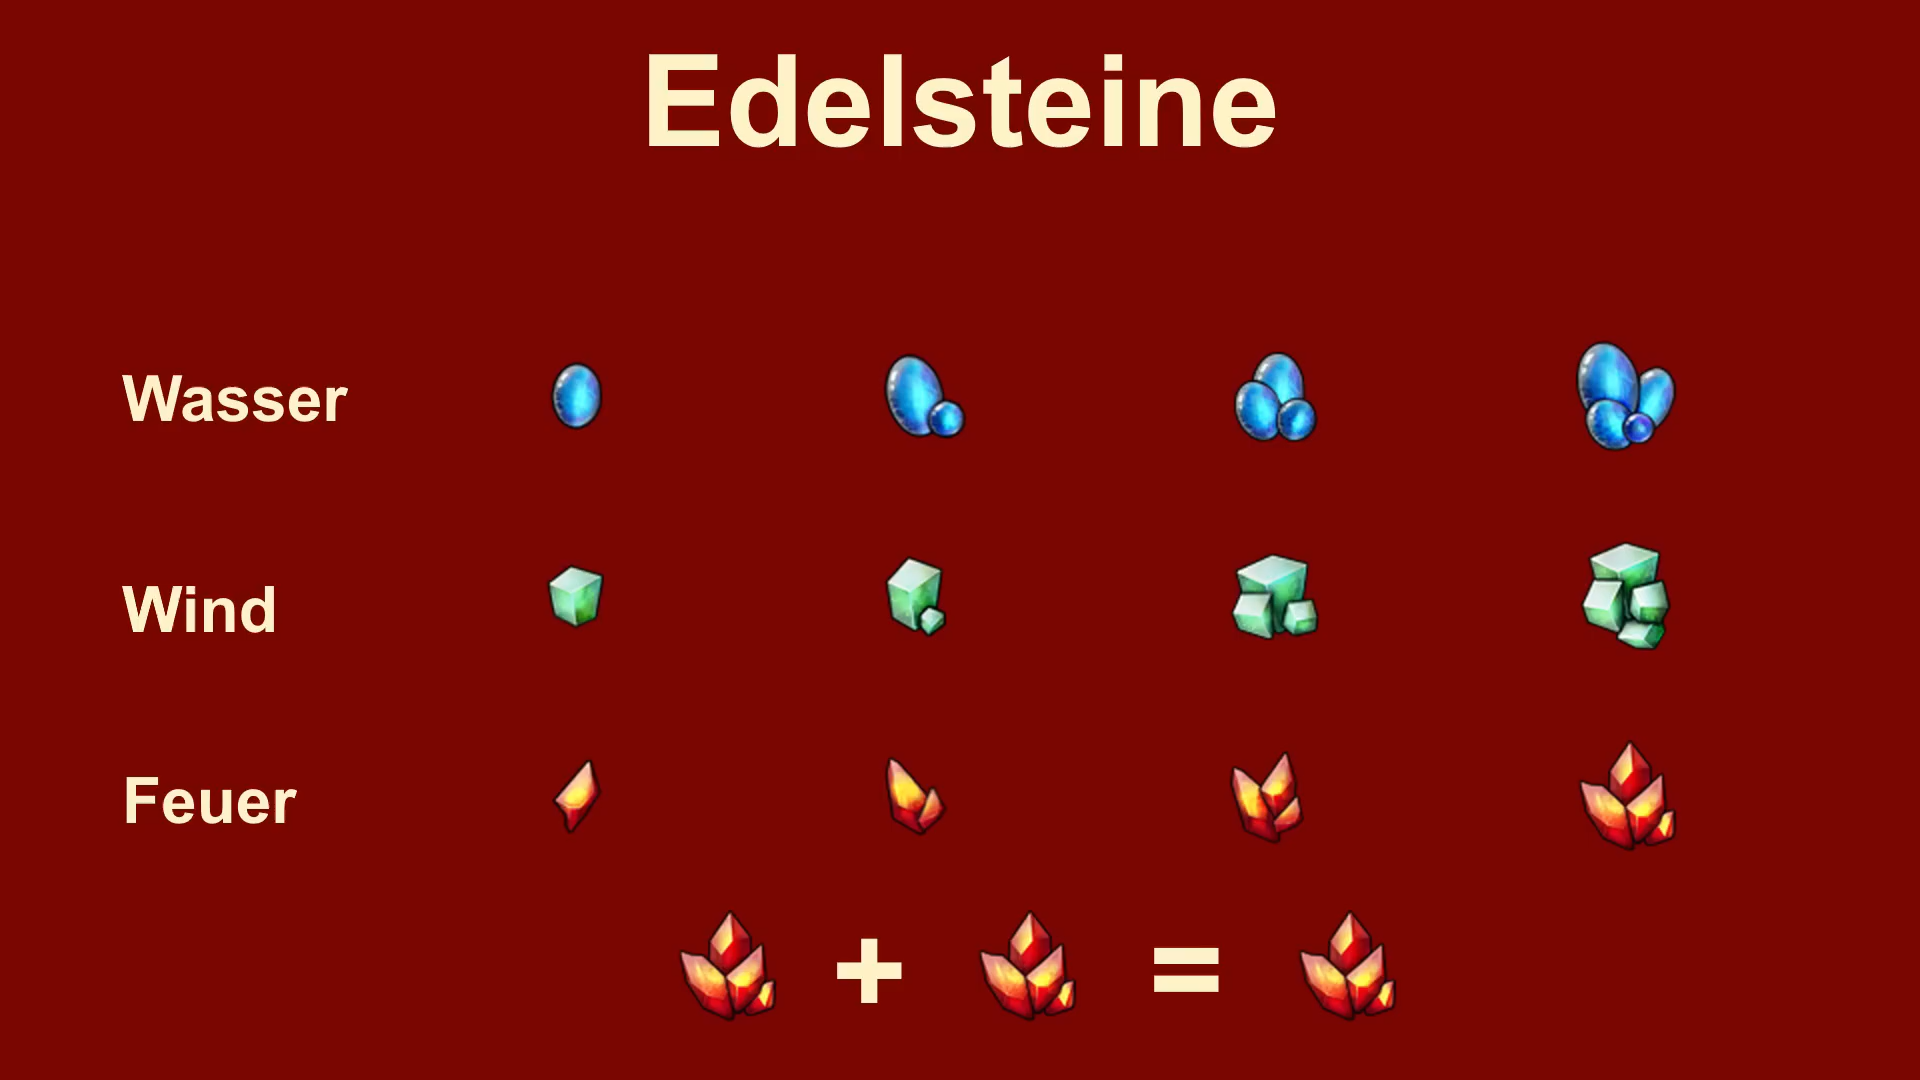 Edelsteine
Wasser
Wind
Feuer
+ =